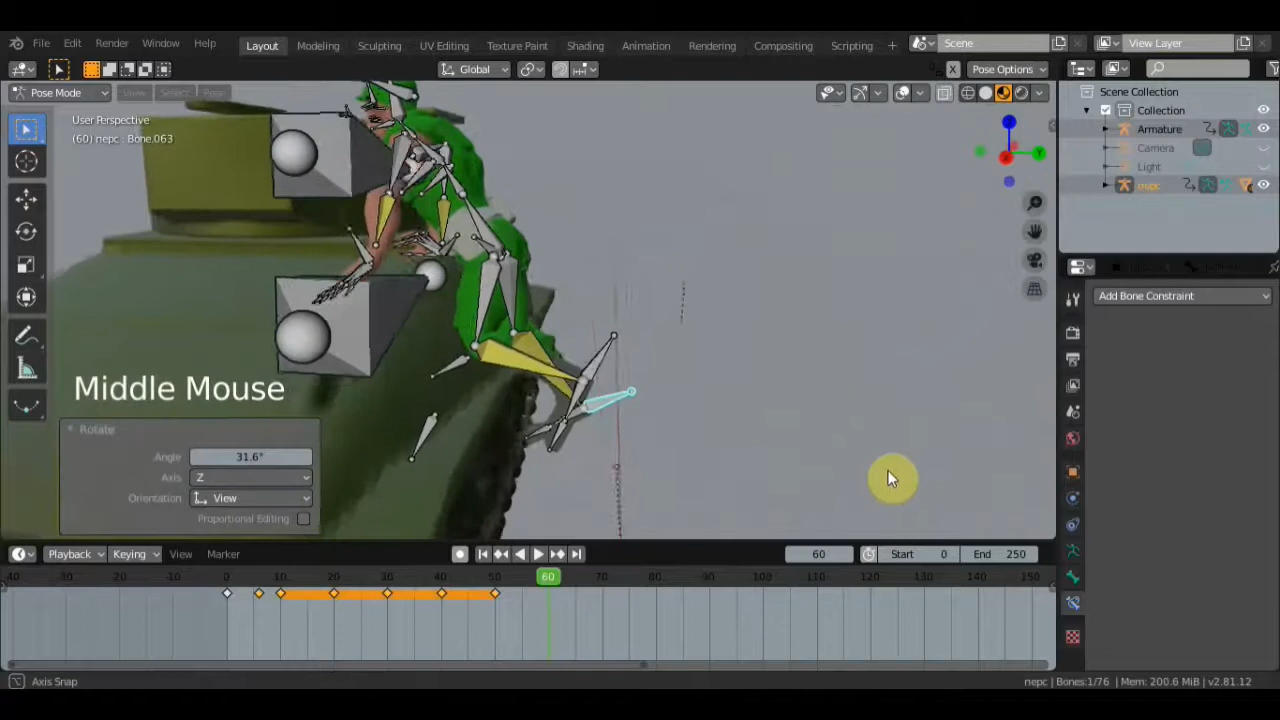 File Edit Render Window Help Layout Modeling Sculpting UV Editing Texture Paint Shading Animation Rendering Compositing Scripting + Scene View Layer
Global X Pose Options
Pose Mode View Select Pose
Scene Collection
Collection
User Perspective
(60) nepc : Bone.063
Armature
Camera
Light
nepc
Add Bone Constraint
Middle Mouse
Rotate
Angle 31.6°
Axis Z
Orientation View
Proportional Editing
Playback Keying View Marker 60 Start 0 End 250
40 30 20 10 0 10 20 30 40 50 60 70 80 90 100 110 120 130 140 150
Axis Snap nepc | Bones:1/76 | Mem: 200.6 MiB | v2.81.12